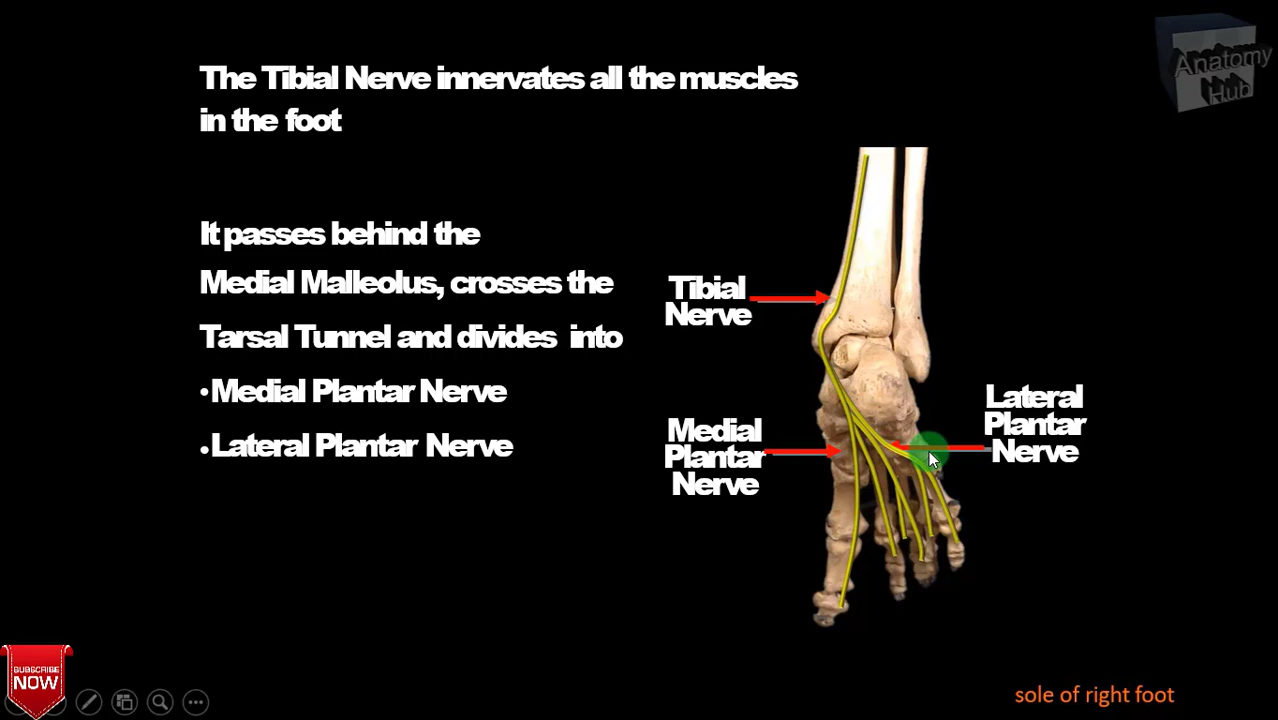 The Tibial Nerve innervates all the muscles
in the foot
It passes behind the
Medial Malleolus, crosses the
Tarsal Tunnel and divides into
•Medial Plantar Nerve
•Lateral Plantar Nerve
Tibial
Nerve
Medial
Plantar
Nerve
Lateral
Plantar
Nerve
Anatomy
Hub
SUBSCRIBE
NOW
sole of right foot